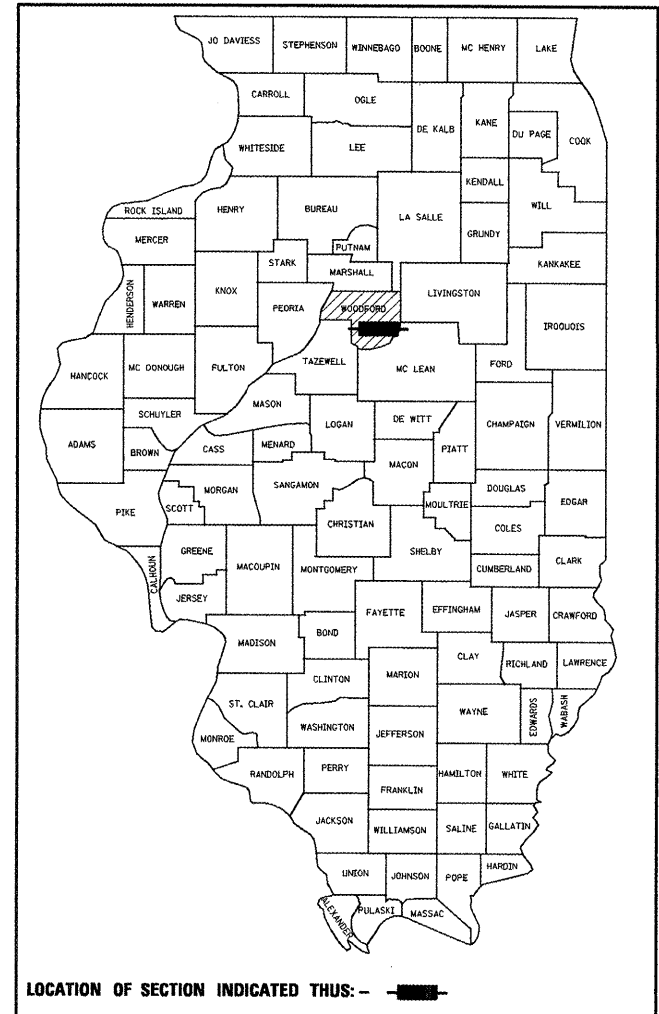 JO DAVIESS STEPHENSON WINNEBAGO BOONE MC HENRY LAKE
CARROLL OGLE DE KALB KANE DU PAGE COOK
WHITESIDE LEE
KENDALL
ROCK ISLAND HENRY BUREAU LA SALLE GRUNDY WILL
MERCER STARK PUTNAM
MARSHALL KANKAKEE
HENDERSON WARREN KNOX PEORIA WOODFORD LIVINGSTON IROQUOIS
HANCOCK MC DONOUGH FULTON TAZEWELL MC LEAN FORD
SCHUYLER MASON
ADAMS BROWN CASS MENARD LOGAN DE WITT PIATT CHAMPAIGN VERMILION
MACON
PIKE SCOTT MORGAN SANGAMON CHRISTIAN MOULTRIE DOUGLAS EDGAR
COLES
CALHOUN GREENE MACOUPIN MONTGOMERY SHELBY CUMBERLAND CLARK
JERSEY
MADISON BOND FAYETTE EFFINGHAM JASPER CRAWFORD
CLINTON MARION CLAY RICHLAND LAWRENCE
ST. CLAIR WASHINGTON JEFFERSON WAYNE EDWARDS WABASH
MONROE
RANDOLPH PERRY FRANKLIN HAMILTON WHITE
JACKSON WILLIAMSON SALINE GALLATIN
UNION JOHNSON POPE HARDIN
ALEXANDER PULASKI MASSAC
LOCATION OF SECTION INDICATED THUS: –